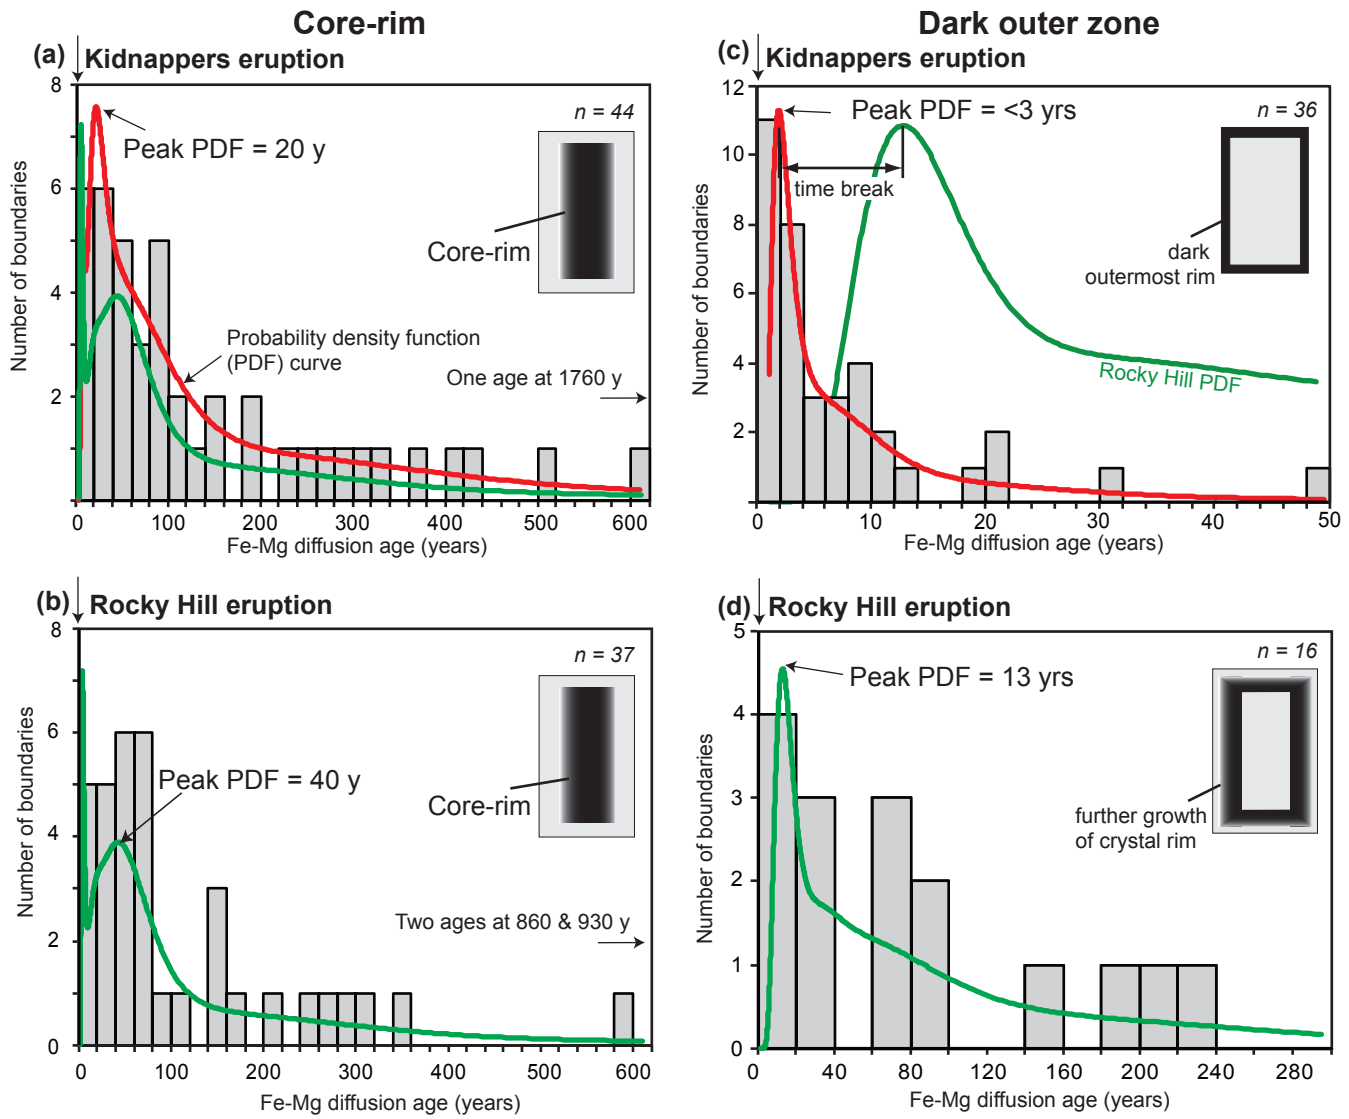 Core-rim
Dark outer zone
(a) Kidnappers eruption
8
6
4
2
Number of boundaries
n = 44
Peak PDF = 20 y
Core-rim
Probability density function
(PDF) curve
One age at 1760 y
0 100 200 300 400 500 600
Fe-Mg diffusion age (years)
(c) Kidnappers eruption
12
10
8
6
4
2
0
Number of boundaries
n = 36
Peak PDF = <3 yrs
time break
dark
outermost rim
Rocky Hill PDF
0 10 20 30 40 50
Fe-Mg diffusion age (years)
(b) Rocky Hill eruption
8
6
4
2
0
Number of boundaries
n = 37
Peak PDF = 40 y
Core-rim
Two ages at 860 & 930 y
100 200 300 400 500 600
Fe-Mg diffusion age (years)
(d) Rocky Hill eruption
5
4
3
2
1
0
Number of boundaries
n = 16
Peak PDF = 13 yrs
further growth
of crystal rim
0 40 80 120 160 200 240 280
Fe-Mg diffusion age (years)